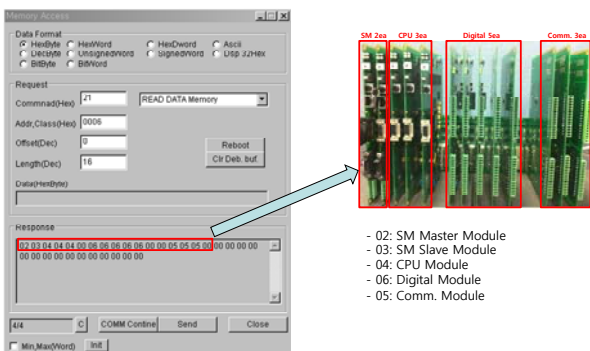 Memory Access
Data Format
HexByte HexWord HexDword Ascii
DecByte UnsignedWord SignedWord Disp 32Hex
BitByte BitWord
Request
Commnad(Hex) 21 READ DATA Memory
Addr,Class(Hex) 0006
Offset(Dec) 0 Reboot
Length(Dec) 16 Clr Deb. buf.
Data(HexByte)
Response
02 03 04 04 04 00 06 06 06 06 06 00 00 05 05 05 00 00 00 00 00
00 00 00 00 00 00 00 00 00 00 00
4/4 C COMM Contine Send Close
Min,Max(Word) Init
SM 2ea CPU 3ea Digital 5ea Comm. 3ea
- 02: SM Master Module
- 03: SM Slave Module
- 04: CPU Module
- 06: Digital Module
- 05: Comm. Module